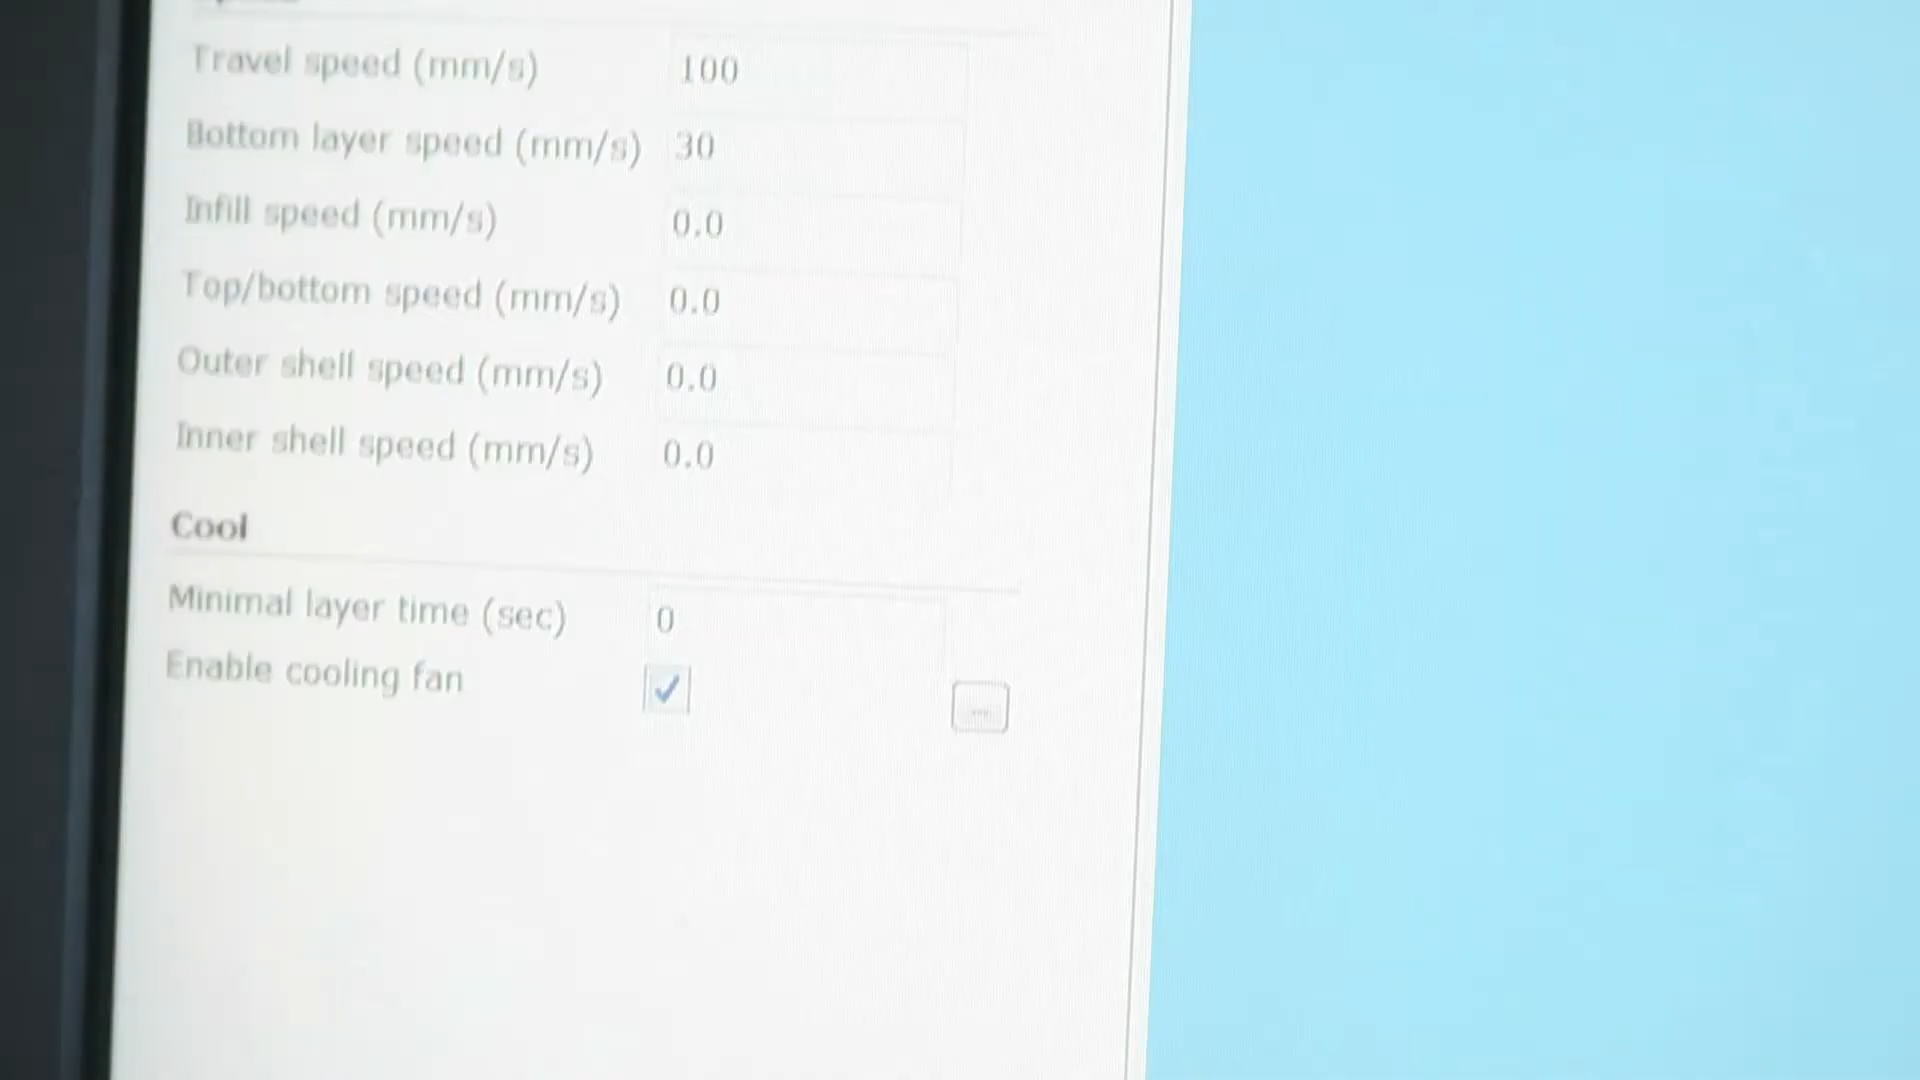 Travel speed (mm/s) 100
Bottom layer speed (mm/s) 30
Infill speed (mm/s) 0.0
Top/bottom speed (mm/s) 0.0
Outer shell speed (mm/s) 0.0
Inner shell speed (mm/s) 0.0
Cool
Minimal layer time (sec) 0
Enable cooling fan
...